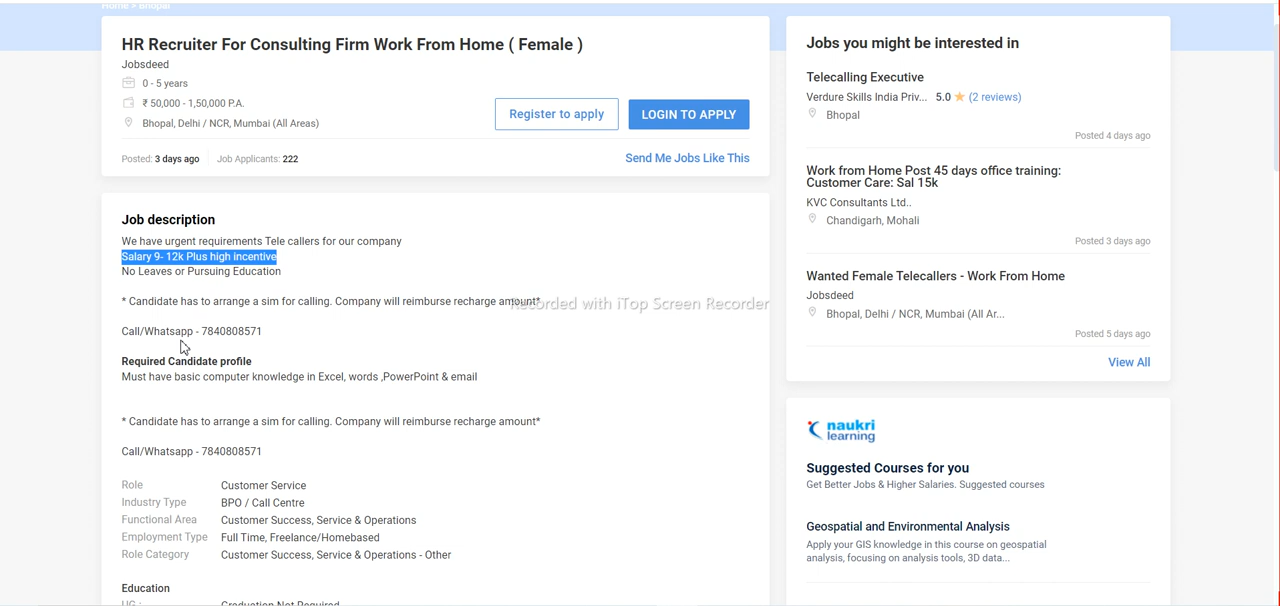 Home > Bhopal
HR Recruiter For Consulting Firm Work From Home ( Female )
Jobsdeed
0 - 5 years
₹ 50,000 - 1,50,000 P.A.
Bhopal, Delhi / NCR, Mumbai (All Areas)
Register to apply
LOGIN TO APPLY
Posted: 3 days ago
Job Applicants: 222
Send Me Jobs Like This
Job description
We have urgent requirements Tele callers for our company
Salary 9- 12k Plus high incentive
No Leaves or Pursuing Education
* Candidate has to arrange a sim for calling. Company will reimburse recharge amount*
Recorded with iTop Screen Recorder
Call/Whatsapp - 7840808571
Required Candidate profile
Must have basic computer knowledge in Excel, words ,PowerPoint & email
* Candidate has to arrange a sim for calling. Company will reimburse recharge amount*
Call/Whatsapp - 7840808571
Role Customer Service
Industry Type BPO / Call Centre
Functional Area Customer Success, Service & Operations
Employment Type Full Time, Freelance/Homebased
Role Category Customer Success, Service & Operations - Other
Education
UG : Graduation Not Required
Jobs you might be interested in
Telecalling Executive
Verdure Skills India Priv... 5.0 (2 reviews)
Bhopal
Posted 4 days ago
Work from Home Post 45 days office training:
Customer Care: Sal 15k
KVC Consultants Ltd..
Chandigarh, Mohali
Posted 3 days ago
Wanted Female Telecallers - Work From Home
Jobsdeed
Bhopal, Delhi / NCR, Mumbai (All Ar...
Posted 5 days ago
View All
naukri
learning
Suggested Courses for you
Get Better Jobs & Higher Salaries. Suggested courses
Geospatial and Environmental Analysis
Apply your GIS knowledge in this course on geospatial
analysis, focusing on analysis tools, 3D data...